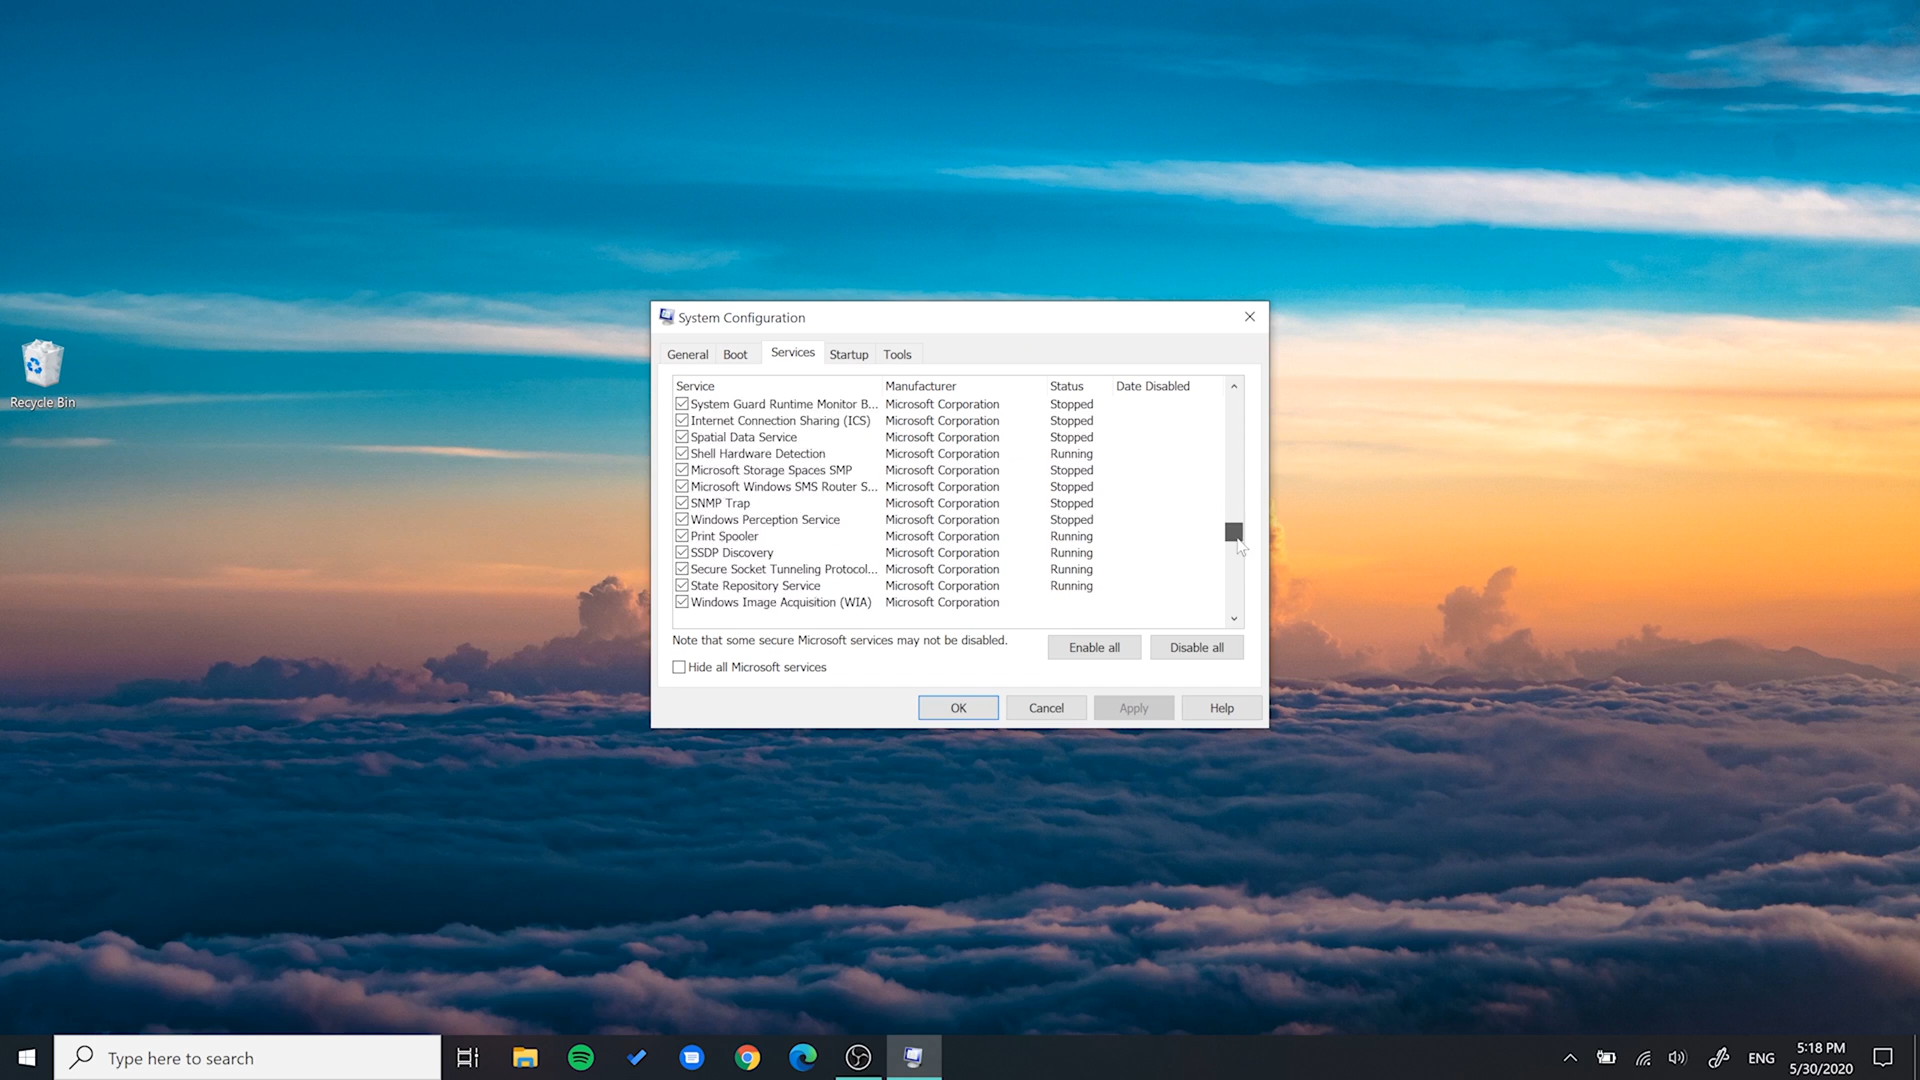 Recycle Bin
System Configuration
General Boot Services Startup Tools
Service Manufacturer Status Date Disabled
System Guard Runtime Monitor B... Microsoft Corporation Stopped
Internet Connection Sharing (ICS) Microsoft Corporation Stopped
Spatial Data Service Microsoft Corporation Stopped
Shell Hardware Detection Microsoft Corporation Running
Microsoft Storage Spaces SMP Microsoft Corporation Stopped
Microsoft Windows SMS Router S... Microsoft Corporation Stopped
SNMP Trap Microsoft Corporation Stopped
Windows Perception Service Microsoft Corporation Stopped
Print Spooler Microsoft Corporation Running
SSDP Discovery Microsoft Corporation Running
Secure Socket Tunneling Protocol... Microsoft Corporation Running
State Repository Service Microsoft Corporation Running
Windows Image Acquisition (WIA) Microsoft Corporation
Note that some secure Microsoft services may not be disabled.
Enable all Disable all
Hide all Microsoft services
OK Cancel Apply Help
Type here to search
ENG
5:18 PM
5/30/2020